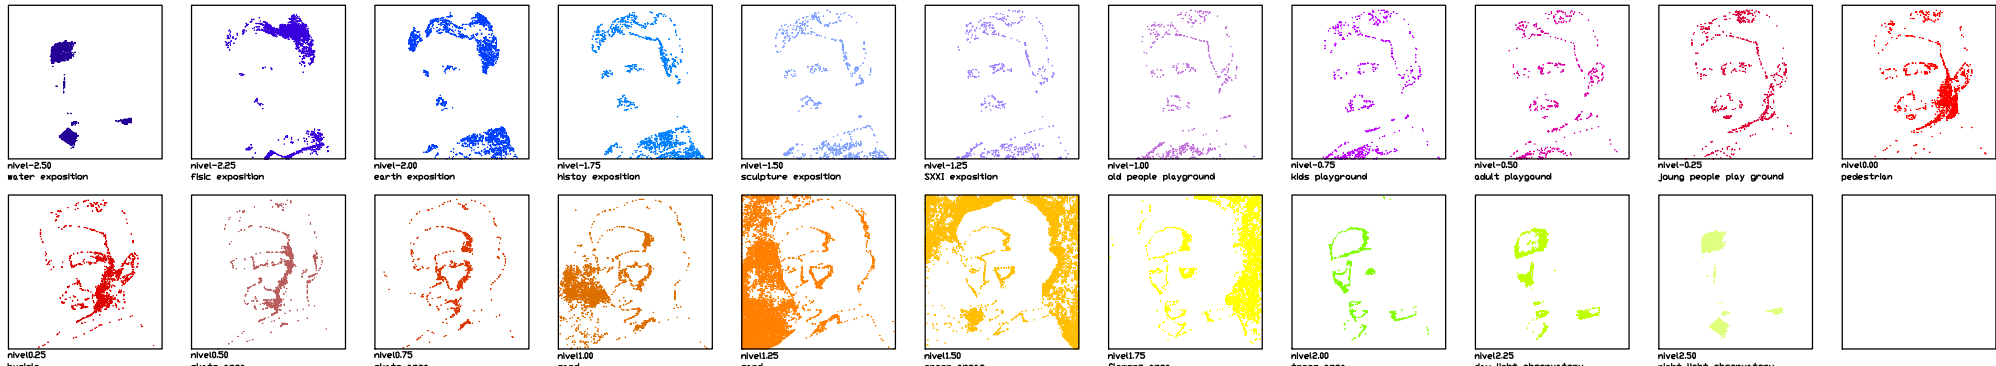 nivel-2.50 nivel-2.25 nivel-2.00 nivel-1.75 nivel-1.50 nivel-1.25 nivel-1.00 nivel-0.75 nivel-0.50 nivel-0.25 nivel0.00
water exposition fisic exposition earth exposition histoy exposition sculpture exposition SXXI exposition old people playground kids playground adult playgound joung people play ground pedestrian
nivel0.25 nivel0.50 nivel0.75 nivel1.00 nivel1.25 nivel1.50 nivel1.75 nivel2.00 nivel2.25 nivel2.50